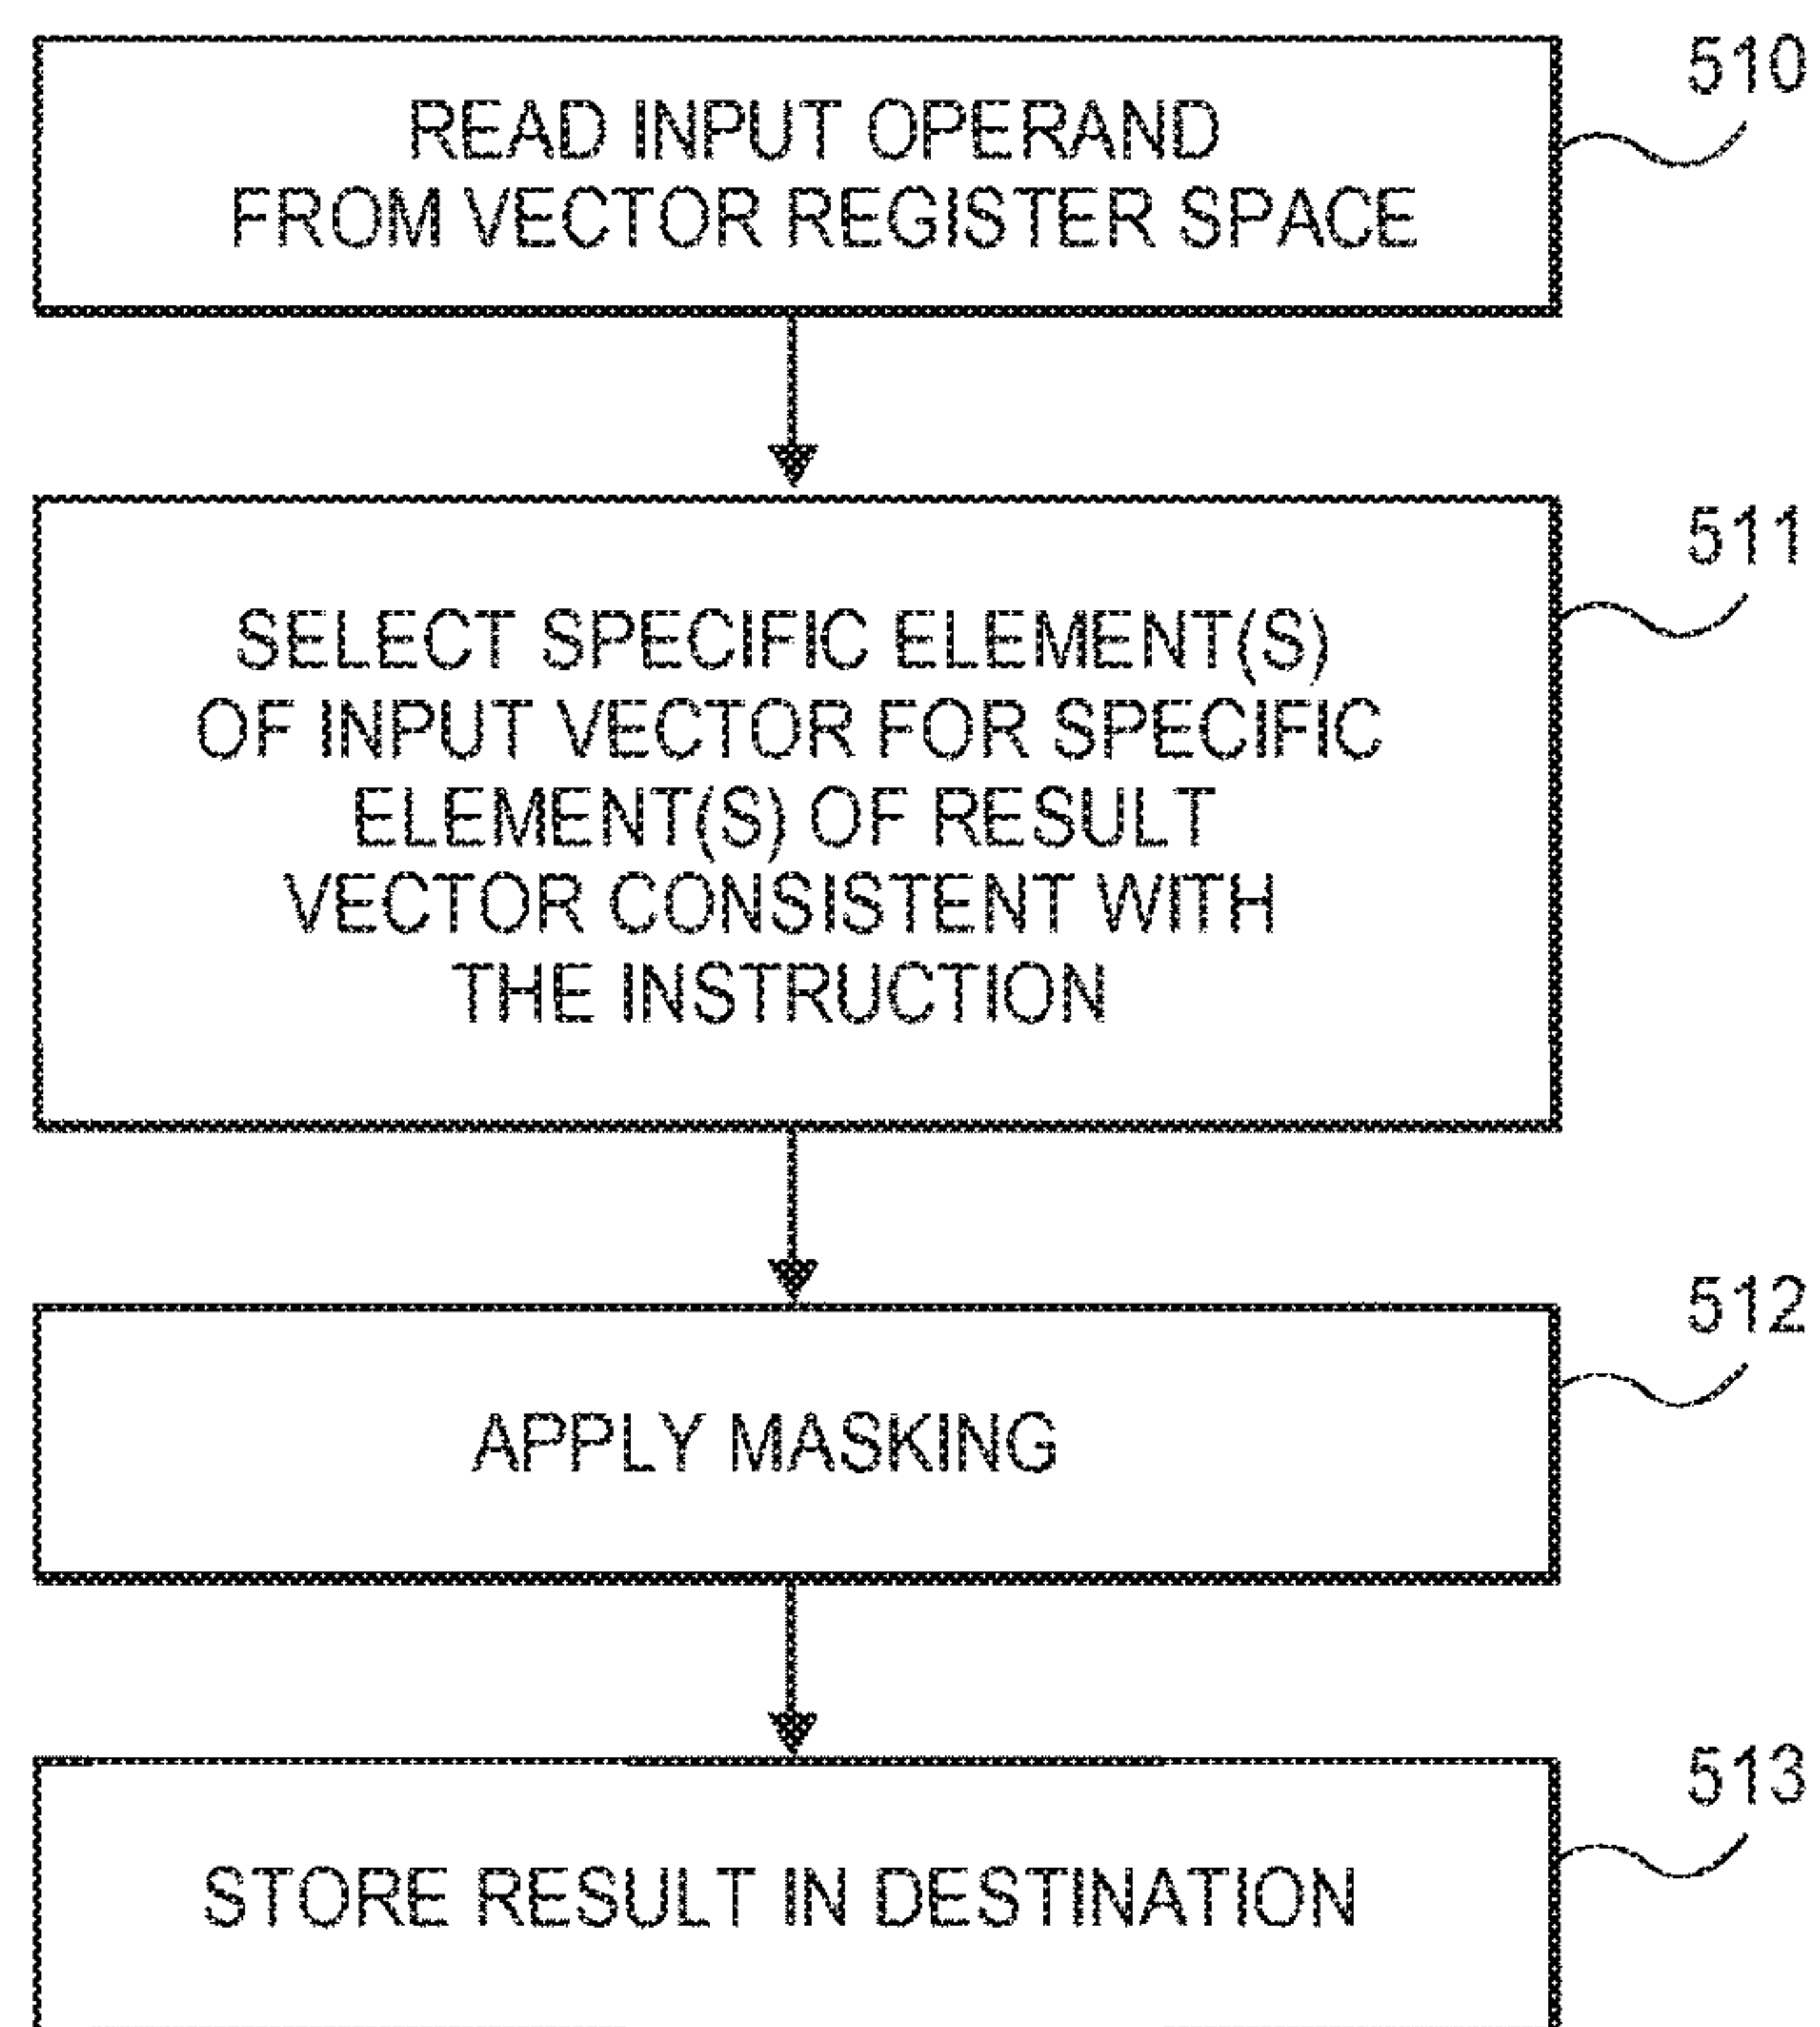 510
READ INPUT OPERAND
FROM VECTOR REGISTER SPACE
511
SELECT SPECIFIC ELEMENT(S)
OF INPUT VECTOR FOR SPECIFIC
ELEMENT(S) OF RESULT
VECTOR CONSISTENT WITH
THE INSTRUCTION
512
APPLY MASKING
513
STORE RESULT IN DESTINATION